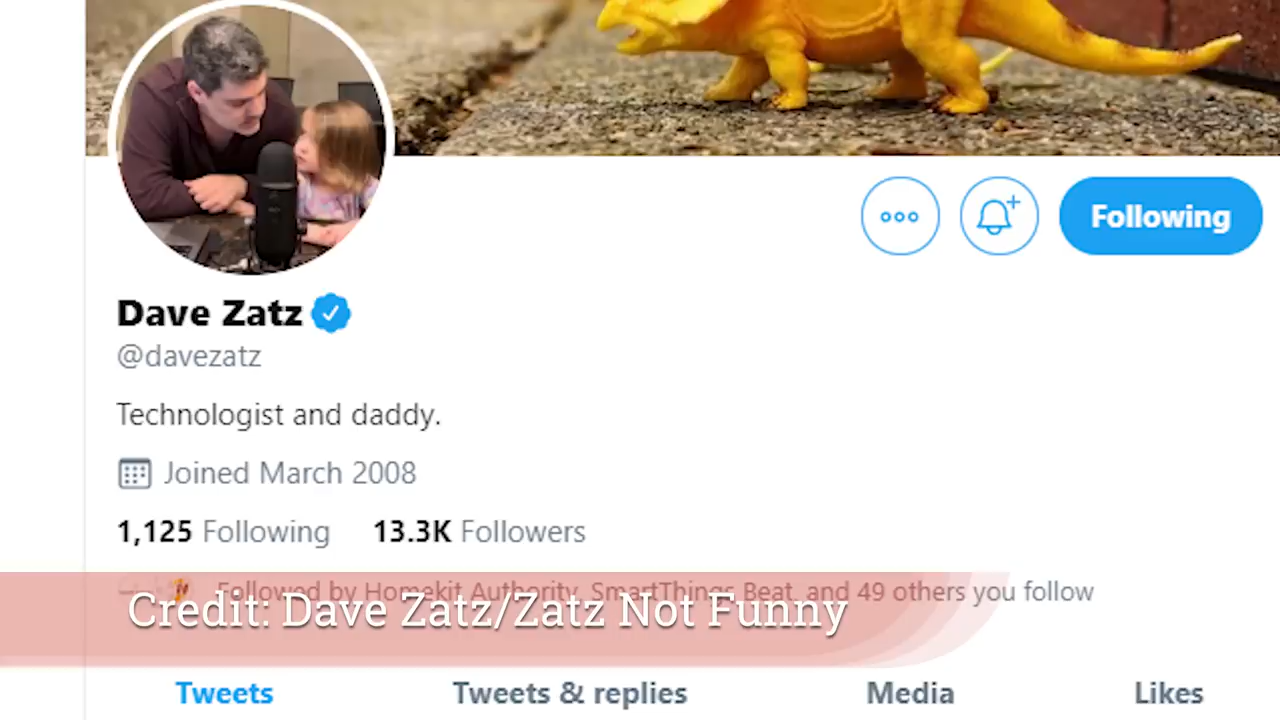 Following
Dave Zatz
@davezatz
Technologist and daddy.
Joined March 2008
1,125 Following 13.3K Followers
Followed by Homekit Authority, SmartThings Beat, and 49 others you follow
Credit: Dave Zatz/Zatz Not Funny
Tweets Tweets & replies Media Likes